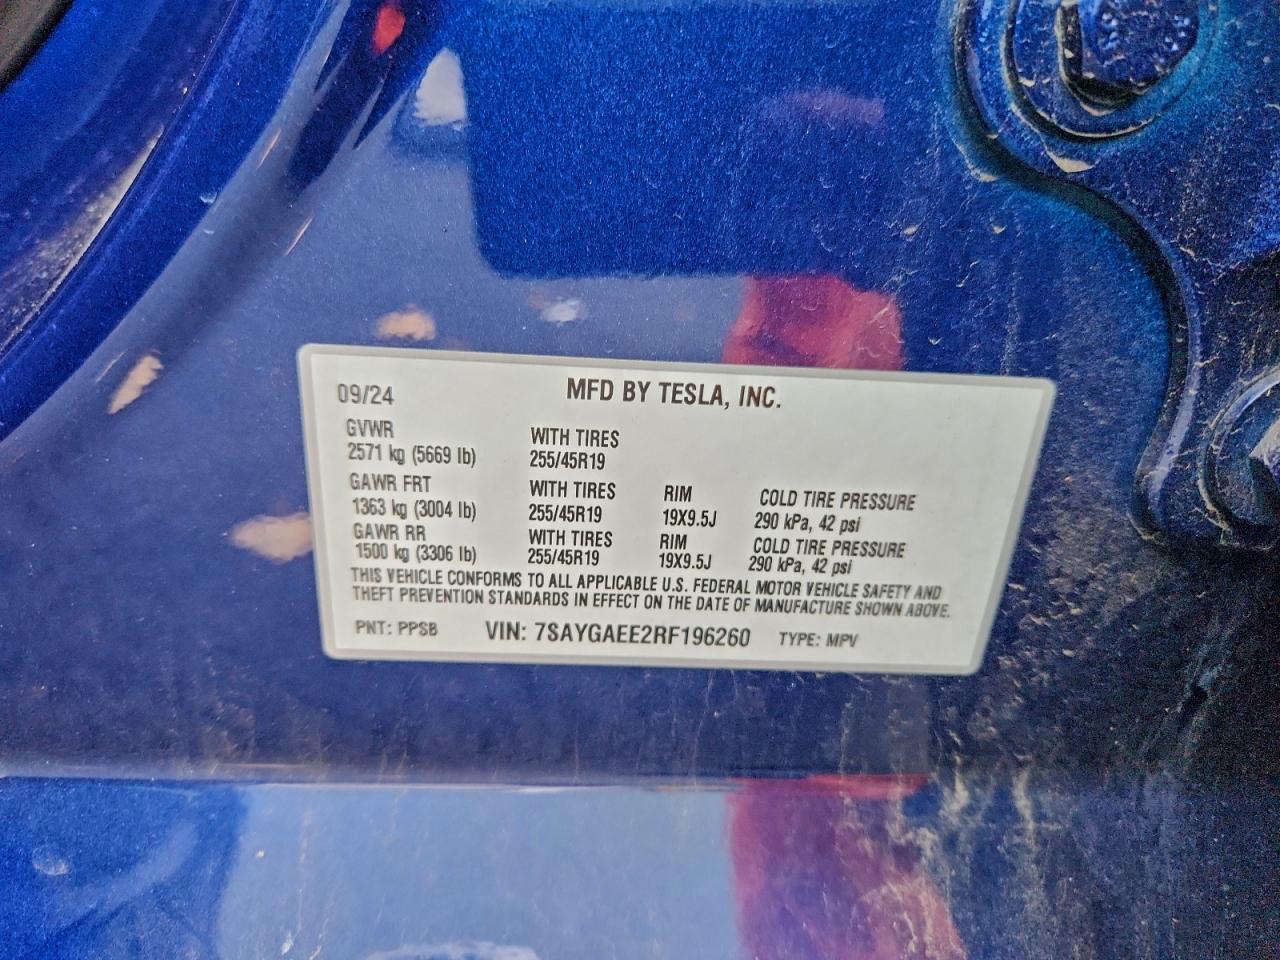 09/24 MFD BY TESLA, INC.
GVWR WITH TIRES
2571 kg (5669 lb) 255/45R19
GAWR FRT WITH TIRES RIM COLD TIRE PRESSURE
1363 kg (3004 lb) 255/45R19 19X9.5J 290 kPa, 42 psi
GAWR RR WITH TIRES RIM COLD TIRE PRESSURE
1500 kg (3306 lb) 255/45R19 19X9.5J 290 kPa, 42 psi
THIS VEHICLE CONFORMS TO ALL APPLICABLE U.S. FEDERAL MOTOR VEHICLE SAFETY AND
THEFT PREVENTION STANDARDS IN EFFECT ON THE DATE OF MANUFACTURE SHOWN ABOVE.
PNT: PPSB VIN: 7SAYGAEE2RF196260 TYPE: MPV